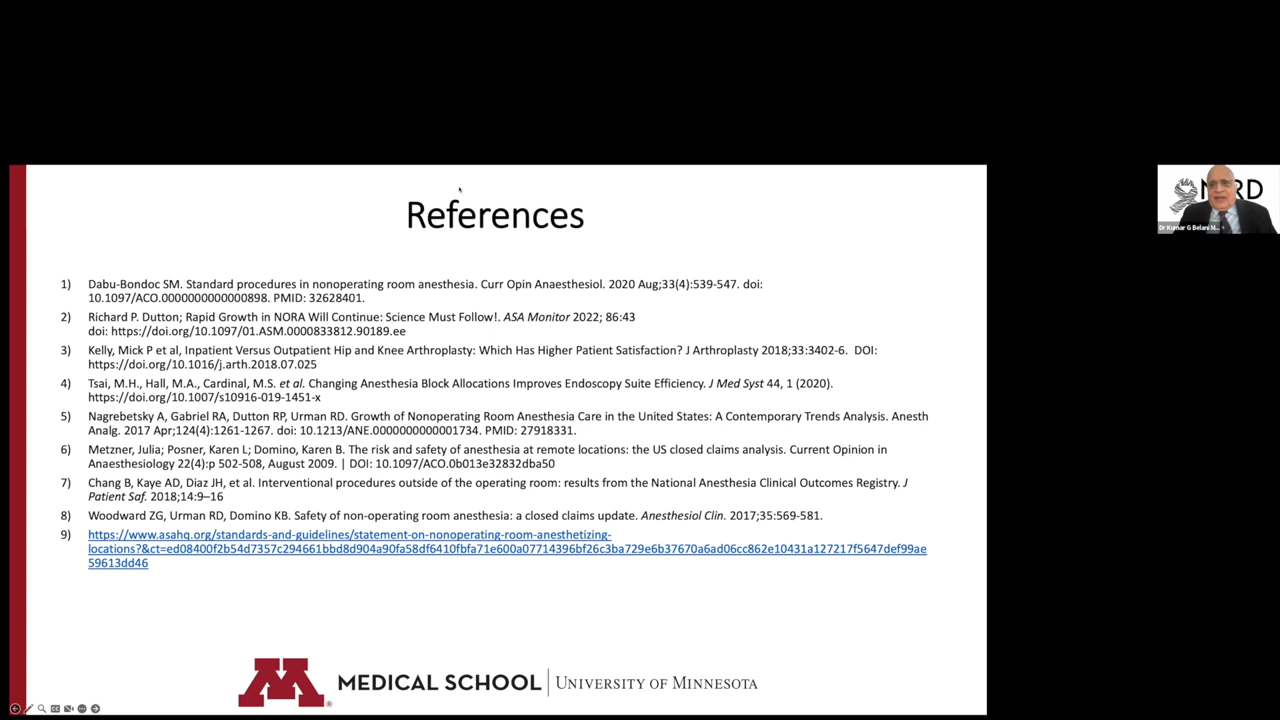 References
1) Dabu-Bondoc SM. Standard procedures in nonoperating room anesthesia. Curr Opin Anaesthesiol. 2020 Aug;33(4):539-547. doi:
10.1097/ACO.0000000000000898. PMID: 32628401.
2) Richard P. Dutton; Rapid Growth in NORA Will Continue: Science Must Follow!. ASA Monitor 2022; 86:43
doi: https://doi.org/10.1097/01.ASM.0000833812.90189.ee
3) Kelly, Mick P et al, Inpatient Versus Outpatient Hip and Knee Arthroplasty: Which Has Higher Patient Satisfaction? J Arthroplasty 2018;33:3402-6. DOI:
https://doi.org/10.1016/j.arth.2018.07.025
4) Tsai, M.H., Hall, M.A., Cardinal, M.S. et al. Changing Anesthesia Block Allocations Improves Endoscopy Suite Efficiency. J Med Syst 44, 1 (2020).
https://doi.org/10.1007/s10916-019-1451-x
5) Nagrebetsky A, Gabriel RA, Dutton RP, Urman RD. Growth of Nonoperating Room Anesthesia Care in the United States: A Contemporary Trends Analysis. Anesth
Analg. 2017 Apr;124(4):1261-1267. doi: 10.1213/ANE.0000000000001734. PMID: 27918331.
6) Metzner, Julia; Posner, Karen L; Domino, Karen B. The risk and safety of anesthesia at remote locations: the US closed claims analysis. Current Opinion in
Anaesthesiology 22(4):p 502-508, August 2009. | DOI: 10.1097/ACO.0b013e32832dba50
7) Chang B, Kaye AD, Diaz JH, et al. Interventional procedures outside of the operating room: results from the National Anesthesia Clinical Outcomes Registry. J
Patient Saf. 2018;14:9–16
8) Woodward ZG, Urman RD, Domino KB. Safety of non-operating room anesthesia: a closed claims update. Anesthesiol Clin. 2017;35:569-581.
9) https://www.asahq.org/standards-and-guidelines/statement-on-nonoperating-room-anesthetizing-
locations?&ct=ed08400f2b54d7357c294661bbd8d904a90fa58df6410fbfa71e600a07714396bf26c3ba729e6b37670a6ad06cc862e10431a127217f5647def99ae
59613dd46
M MEDICAL SCHOOL | UNIVERSITY OF MINNESOTA
Dr Kumar G Belani M...